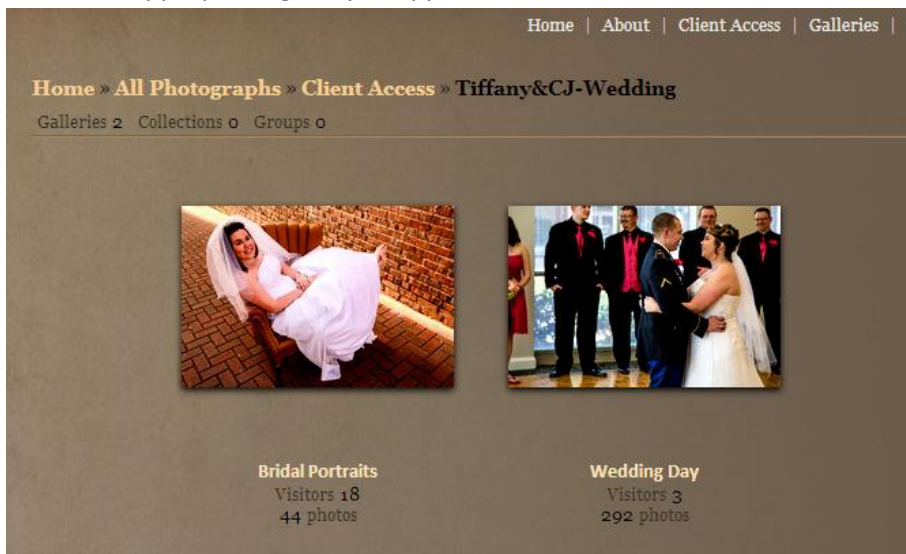 Home | About | Client Access | Galleries |
Home » All Photographs » Client Access » Tiffany&CJ-Wedding
Galleries 2 Collections 0 Groups 0
Bridal Portraits
Visitors 18
44 photos
Wedding Day
Visitors 3
292 photos